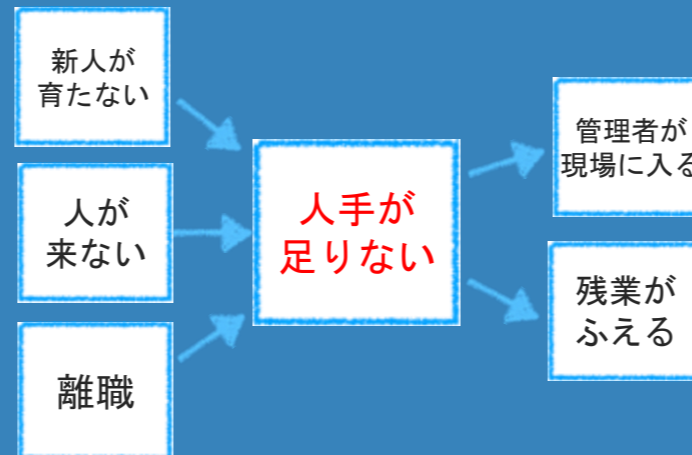 新人が
育たない
人が
来ない
離職
人手が
足りない
管理者が
現場に入る
残業が
ふえる